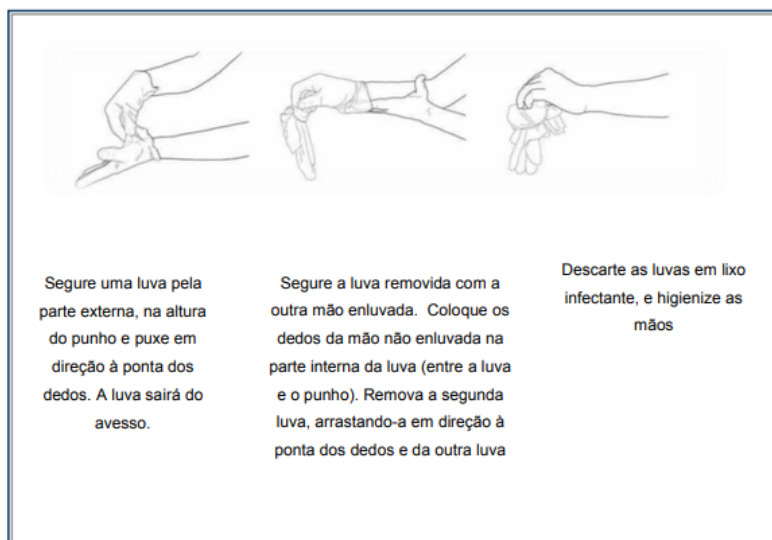 Segure uma luva pela
parte externa, na altura
do punho e puxe em
direção à ponta dos
dedos. A luva sairá do
avesso.
Segure a luva removida com a
outra mão enluvada.  Coloque os
dedos da mão não enluvada na
parte interna da luva (entre a luva
e o punho). Remova a segunda
luva, arrastando-a em direção à
ponta dos dedos e da outra luva
Descarte as luvas em lixo
infectante, e higienize as
mãos